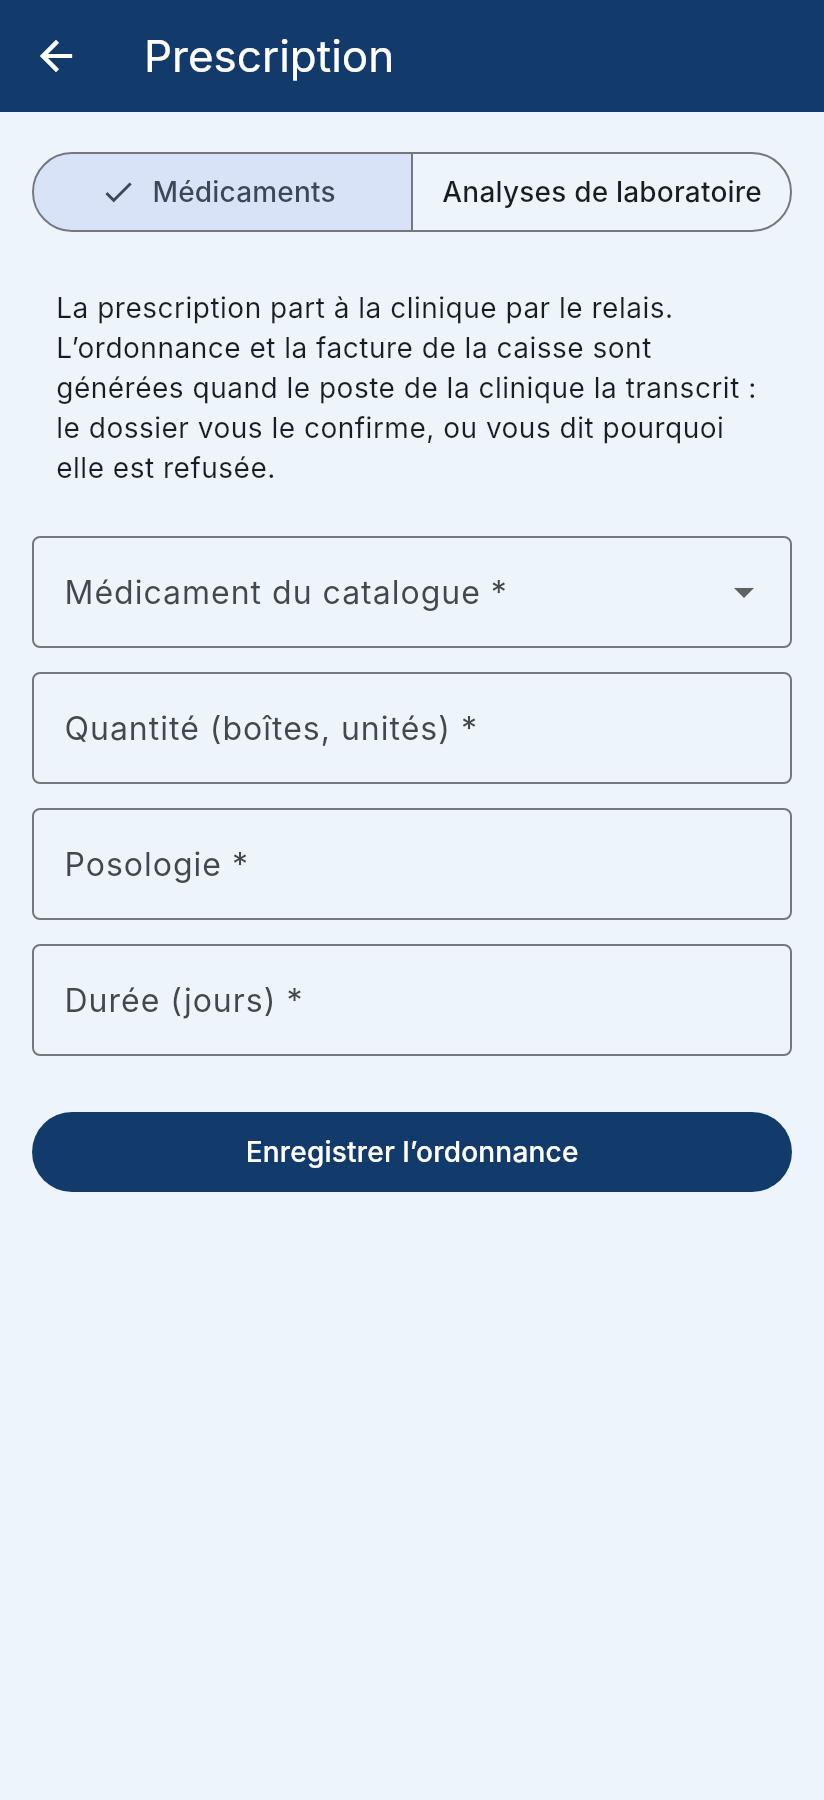 Prescription
Médicaments
Analyses de laboratoire
La prescription part à la clinique par le relais.
L’ordonnance et la facture de la caisse sont
générées quand le poste de la clinique la transcrit :
le dossier vous le confirme, ou vous dit pourquoi
elle est refusée.
Médicament du catalogue *
Quantité (boîtes, unités) *
Posologie *
Durée (jours) *
Enregistrer l’ordonnance